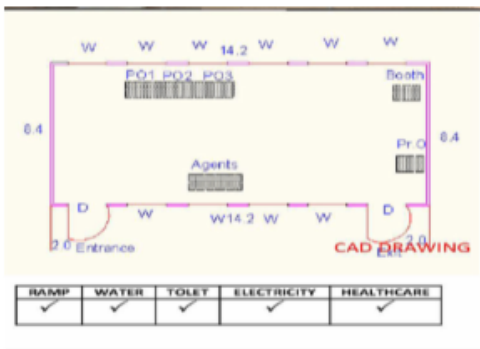 W W W 14.2 W W W
PO1 PO2 PO3 Booth
8.4 8.4
Pr.O
Agents
D D
W W14.2 W W
2.0 Entrance Exit 2.0
CAD DRAWING
RAMP WATER TOLET ELECTRICITY HEALTHCARE
✓ ✓ ✓ ✓ ✓